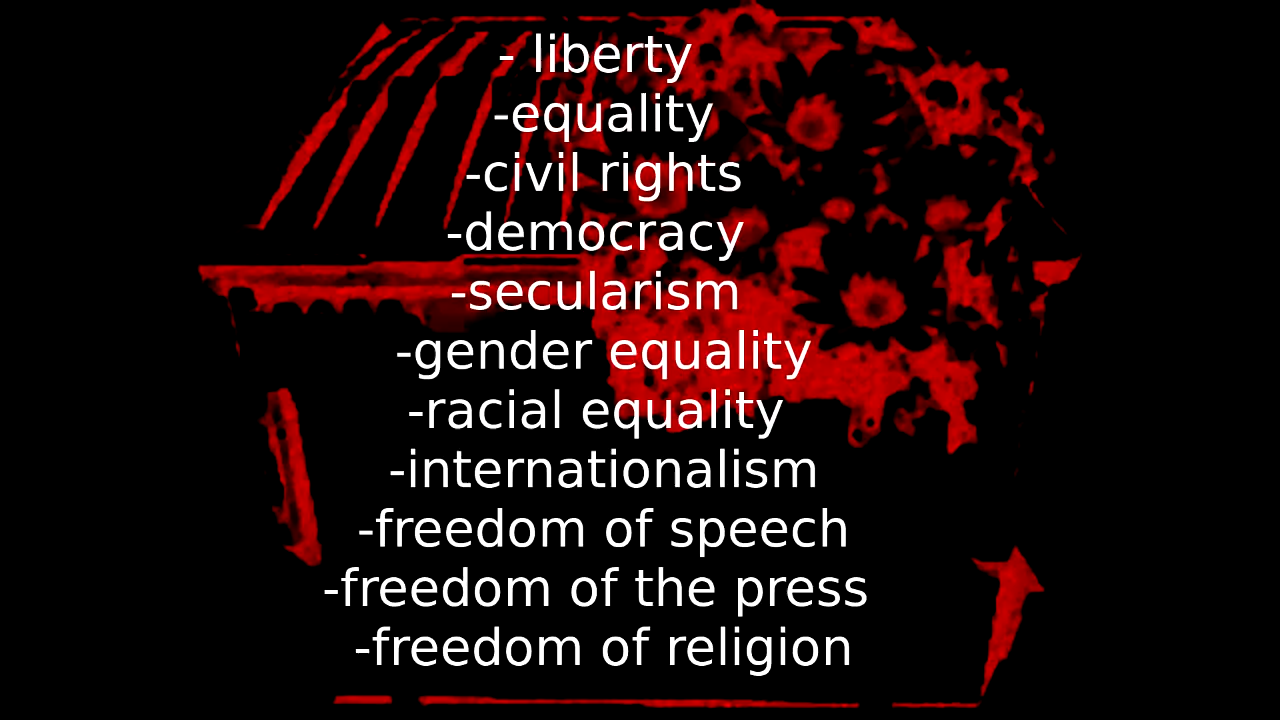 - liberty
-equality
-civil rights
-democracy
-secularism
-gender equality
-racial equality
-internationalism
-freedom of speech
-freedom of the press
-freedom of religion